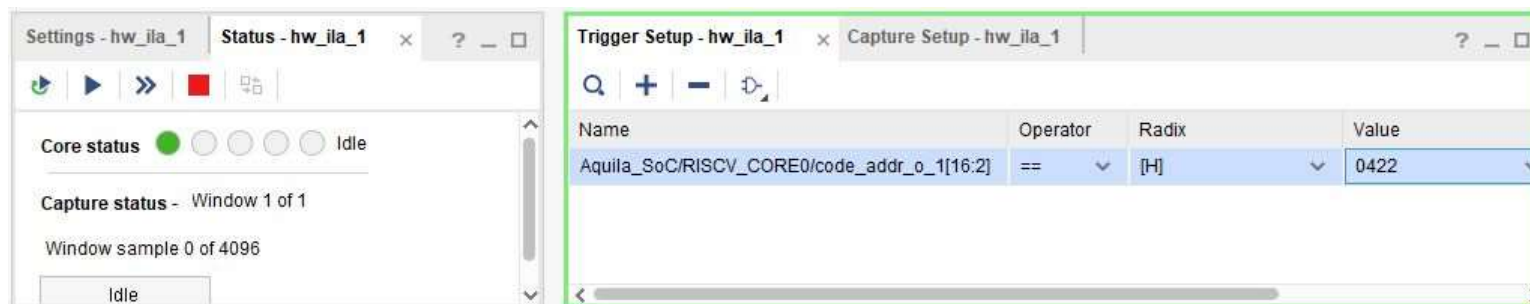 Settings - hw_ila_1 Status - hw_ila_1 × ? _ □
Core status Idle
Capture status - Window 1 of 1
Window sample 0 of 4096
Idle
Trigger Setup - hw_ila_1 × Capture Setup - hw_ila_1 ? _ □
Name Operator Radix Value
Aquila_SoC/RISCV_CORE0/code_addr_o_1[16:2] == [H] 0422